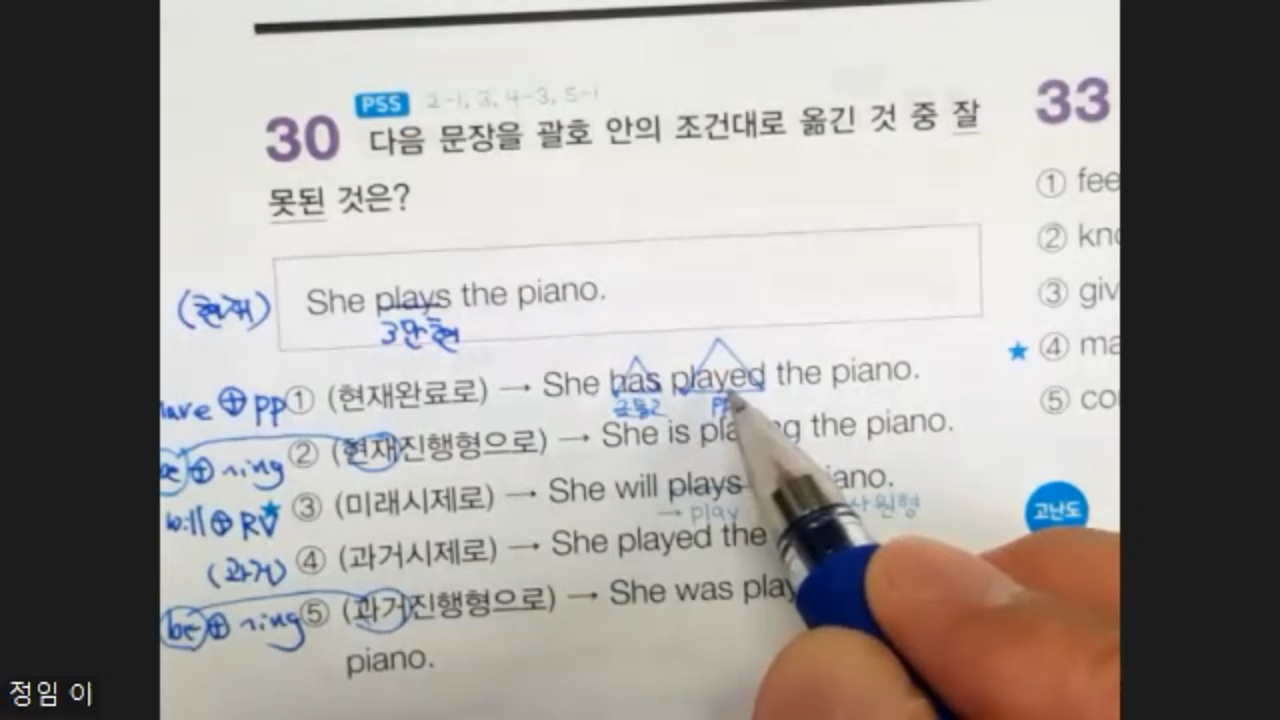 PSS 2-1, 3, 4-3, 5-1
30 다음 문장을 괄호 안의 조건대로 옮긴 것 중 잘
못된 것은?
(현재) She plays the piano.
3단현
have ⊕ pp ① (현재완료로) → She has played the piano.
② (현재진행형으로) → She is playing the piano.
be ⊕ ~ing
will ⊕ RV ★ ③ (미래시제로) → She will plays piano.
→ play
(과거) ④ (과거시제로) → She played the
be ⊕ ~ing ⑤ (과거진행형으로) → She was play
piano.
33
① fee
② kno
③ giv
★ ④ ma
⑤ co
고난도
정임 이